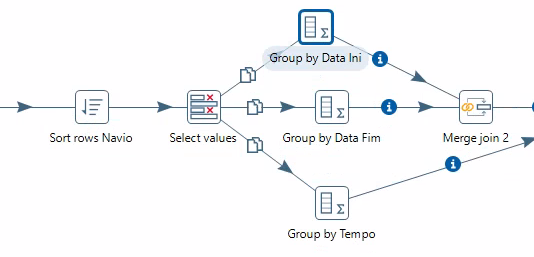 Group by Data Ini
Sort rows Navio
Select values
Group by Data Fim
Merge join 2
Group by Tempo